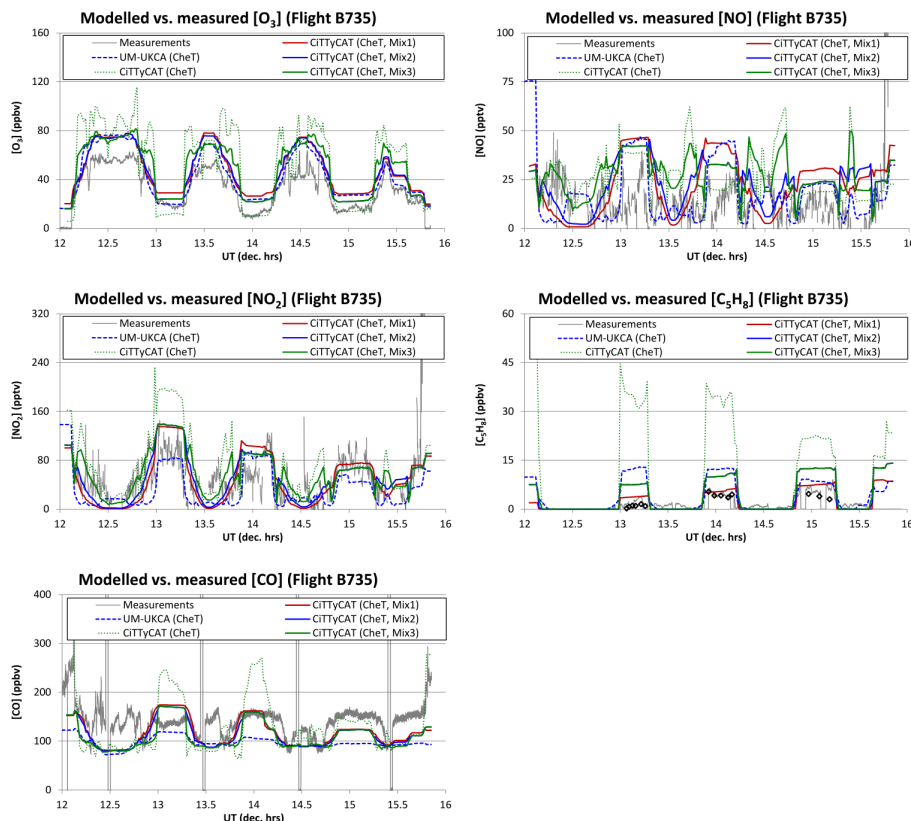 Modelled vs. measured [O3] (Flight B735)
160
120
80
40
0
[O3] (ppbv)
Measurements
UM-UKCA (CheT)
CiTTyCAT (CheT)
CiTTyCAT (CheT, Mix1)
CiTTyCAT (CheT, Mix2)
CiTTyCAT (CheT, Mix3)
12 12.5 13 13.5 14 14.5 15 15.5 16
UT (dec. hrs)
Modelled vs. measured [NO] (Flight B735)
100
75
50
25
0
[NO] (pptv)
Measurements
UM-UKCA (CheT)
CiTTyCAT (CheT)
CiTTyCAT (CheT, Mix1)
CiTTyCAT (CheT, Mix2)
CiTTyCAT (CheT, Mix3)
12 12.5 13 13.5 14 14.5 15 15.5 16
UT (dec. hrs)
Modelled vs. measured [NO2] (Flight B735)
320
240
160
80
0
[NO2] (pptv)
Measurements
UM-UKCA (CheT)
CiTTyCAT (CheT)
CiTTyCAT (CheT, Mix1)
CiTTyCAT (CheT, Mix2)
CiTTyCAT (CheT, Mix3)
12 12.5 13 13.5 14 14.5 15 15.5 16
UT (dec. hrs)
Modelled vs. measured [C5H8] (Flight B735)
60
45
30
15
0
[C5H8] (ppbv)
Measurements
UM-UKCA (CheT)
CiTTyCAT (CheT)
CiTTyCAT (CheT, Mix1)
CiTTyCAT (CheT, Mix2)
CiTTyCAT (CheT, Mix3)
12 12.5 13 13.5 14 14.5 15 15.5 16
UT (dec. hrs)
Modelled vs. measured [CO] (Flight B735)
400
300
200
100
0
[CO] (ppbv)
Measurements
UM-UKCA (CheT)
CiTTyCAT (CheT)
CiTTyCAT (CheT, Mix1)
CiTTyCAT (CheT, Mix2)
CiTTyCAT (CheT, Mix3)
12 12.5 13 13.5 14 14.5 15 15.5 16
UT (dec. hrs)